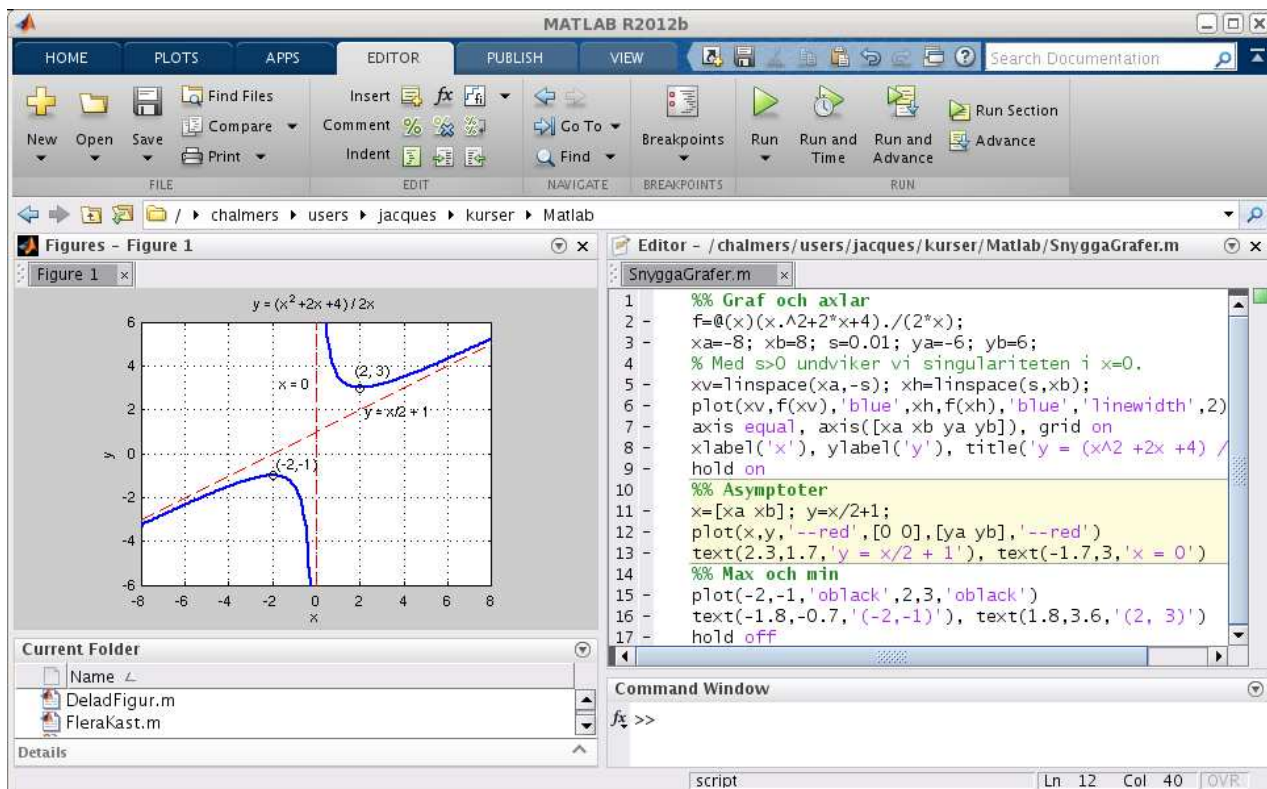 MATLAB R2012b
HOME PLOTS APPS EDITOR PUBLISH VIEW Search Documentation
New Open Save Find Files Compare Print
FILE
Insert fx fi
Comment
Indent
EDIT
Go To
Find
NAVIGATE
Breakpoints
BREAKPOINTS
Run Run and Time Run and Advance Run Section Advance
RUN
/ chalmers users jacques kurser Matlab
Figures - Figure 1
Figure 1
y = (x² +2x +4) / 2x
6
4
2
0
-2
-4
-6
-8 -6 -4 -2 0 2 4 6 8
x
y
x = 0
(2, 3)
y = x/2 + 1
(-2,-1)
Editor - /chalmers/users/jacques/kurser/Matlab/SnyggaGrafer.m
SnyggaGrafer.m
1 %% Graf och axlar
2 - f=@(x)(x.^2+2*x+4)./(2*x);
3 - xa=-8; xb=8; s=0.01; ya=-6; yb=6;
4 % Med s>0 undviker vi singulariteten i x=0.
5 - xv=linspace(xa,-s); xh=linspace(s,xb);
6 - plot(xv,f(xv),'blue',xh,f(xh),'blue','linewidth',2)
7 - axis equal, axis([xa xb ya yb]), grid on
8 - xlabel('x'), ylabel('y'), title('y = (x^2 +2x +4) /
9 - hold on
10 %% Asymptoter
11 - x=[xa xb]; y=x/2+1;
12 - plot(x,y,'--red',[0 0],[ya yb],'--red')
13 - text(2.3,1.7,'y = x/2 + 1'), text(-1.7,3,'x = 0')
14 %% Max och min
15 - plot(-2,-1,'oblack',2,3,'oblack')
16 - text(-1.8,-0.7,'(-2,-1)'), text(1.8,3.6,'(2, 3)')
17 - hold off
Current Folder
Name
DeladFigur.m
FleraKast.m
Details
Command Window
fx >>
script Ln 12 Col 40 OVR